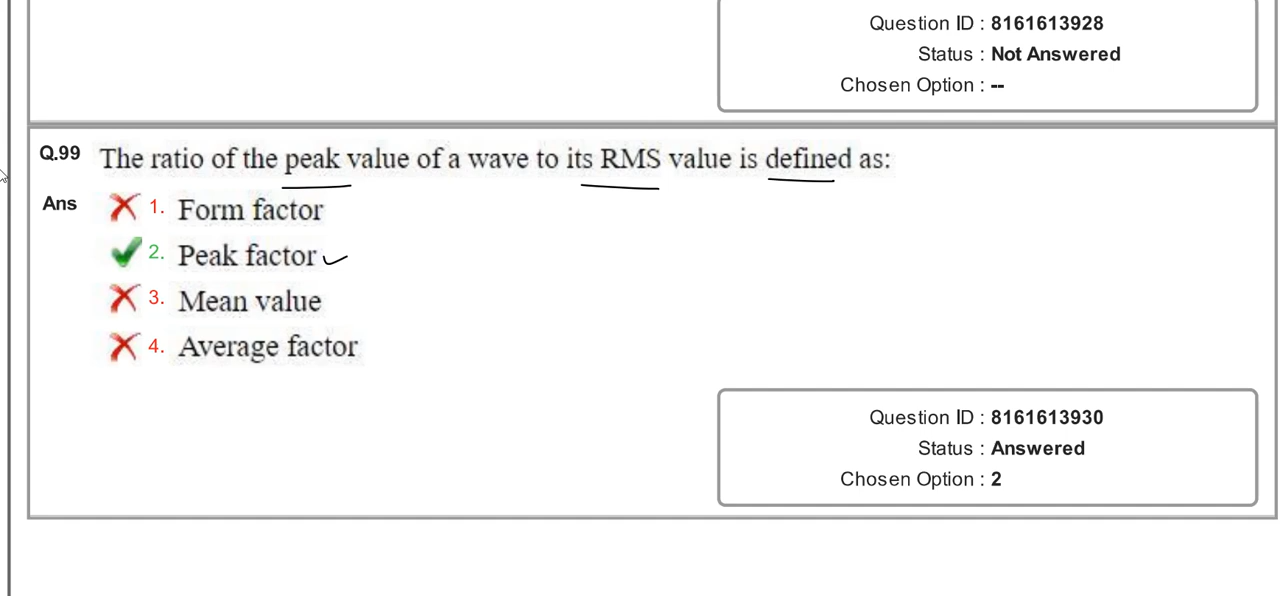 Question ID : 8161613928
Status : Not Answered
Chosen Option : --
Q.99 The ratio of the peak value of a wave to its RMS value is defined as:
Ans 1. Form factor
2. Peak factor
3. Mean value
4. Average factor
Question ID : 8161613930
Status : Answered
Chosen Option : 2